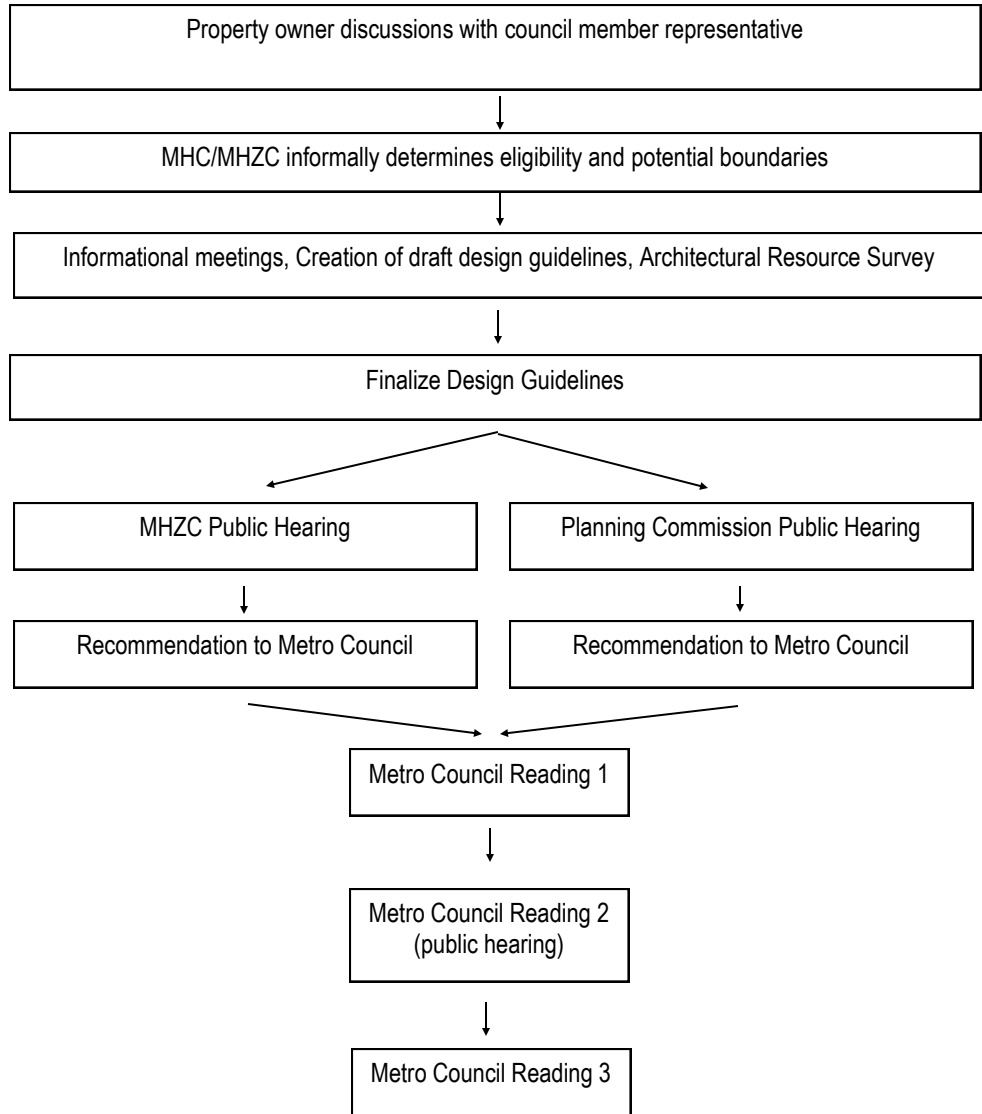 Property owner discussions with council member representative
MHC/MHZC informally determines eligibility and potential boundaries
Informational meetings, Creation of draft design guidelines, Architectural Resource Survey
Finalize Design Guidelines
MHZC Public Hearing
Planning Commission Public Hearing
Recommendation to Metro Council
Recommendation to Metro Council
Metro Council Reading 1
Metro Council Reading 2
(public hearing)
Metro Council Reading 3